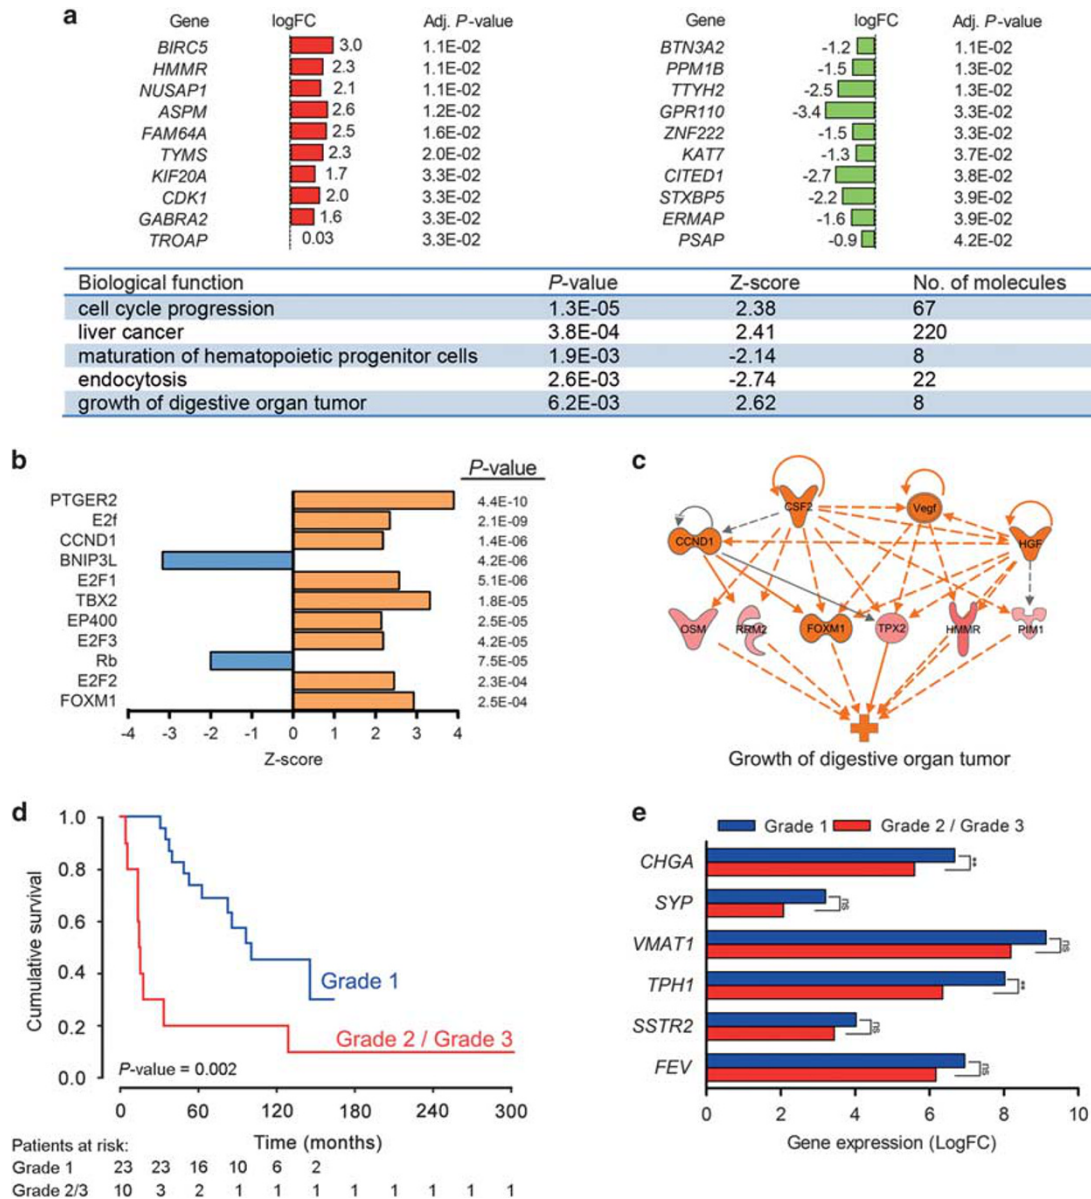 a
Gene logFC Adj. P-value Gene logFC Adj. P-value
BIRC5 3.0 1.1E-02 BTN3A2 -1.2 1.1E-02
HMMR 2.3 1.1E-02 PPM1B -1.5 1.3E-02
NUSAP1 2.1 1.1E-02 TTYH2 -2.5 1.3E-02
ASPM 2.6 1.2E-02 GPR110 -3.4 3.3E-02
FAM64A 2.5 1.6E-02 ZNF222 -1.5 3.3E-02
TYMS 2.3 2.0E-02 KAT7 -1.3 3.7E-02
KIF20A 1.7 3.3E-02 CITED1 -2.7 3.8E-02
CDK1 2.0 3.3E-02 STXBP5 -2.2 3.9E-02
GABRA2 1.6 3.3E-02 ERMAP -1.6 3.9E-02
TROAP 0.03 3.3E-02 PSAP -0.9 4.2E-02
Biological function P-value Z-score No. of molecules
cell cycle progression 1.3E-05 2.38 67
liver cancer 3.8E-04 2.41 220
maturation of hematopoietic progenitor cells 1.9E-03 -2.14 8
endocytosis 2.6E-03 -2.74 22
growth of digestive organ tumor 6.2E-03 2.62 8
b
P-value
PTGER2 4.4E-10
E2f 2.1E-09
CCND1 1.4E-06
BNIP3L 4.2E-06
E2F1 5.1E-06
TBX2 1.8E-05
EP400 2.5E-05
E2F3 4.2E-05
Rb 7.5E-05
E2F2 2.3E-04
FOXM1 2.5E-04
-4 -3 -2 -1 0 1 2 3 4
Z-score
c
CSF2 Vegf
CCND1 HGF
OSM RRM2 FOXM1 TPX2 HMMR PIM1
Growth of digestive organ tumor
d
1.0
0.8
0.6
0.4
0.2
0.0
Cumulative survival
Grade 1
Grade 2 / Grade 3
P-value = 0.002
0 60 120 180 240 300
Time (months)
Patients at risk:
Grade 1 23 23 16 10 6 2
Grade 2/3 10 3 2 1 1 1 1 1 1 1 1
e
Grade 1 Grade 2 / Grade 3
CHGA **
SYP ns
VMAT1 ns
TPH1 **
SSTR2 ns
FEV ns
0 2 4 6 8 10
Gene expression (LogFC)